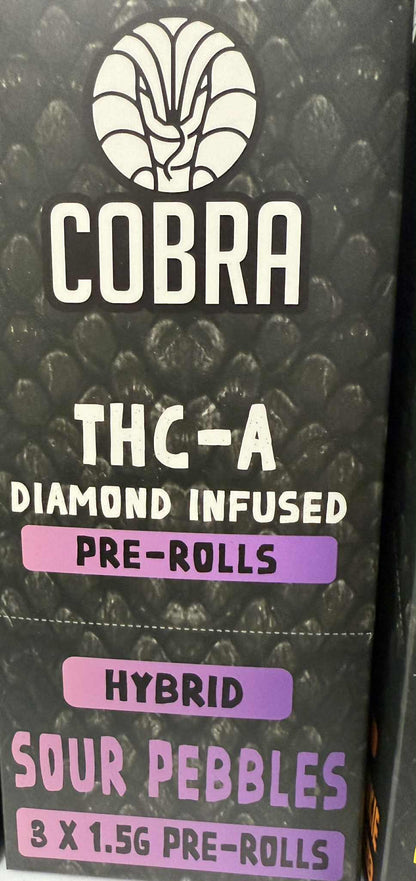 COBRA
THC-A
DIAMOND INFUSED
PRE-ROLLS
HYBRID
SOUR PEBBLES
3 X 1.5G PRE-ROLLS